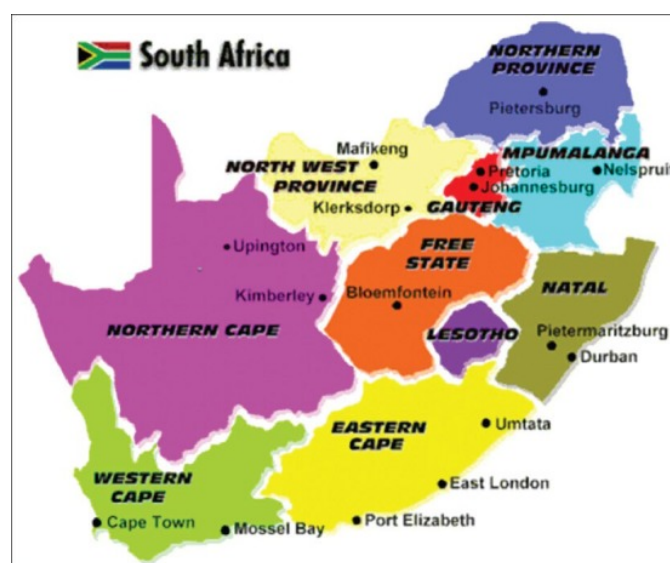 South Africa
NORTHERN
PROVINCE
Pietersburg
Mafikeng
NORTH WEST
PROVINCE
Klerksdorp
MPUMALANGA
Pretoria
Nelspruit
Johannesburg
GAUTENG
Upington
FREE
STATE
Kimberley
Bloemfontein
NATAL
NORTHERN CAPE
LESOTHO
Pietermaritzburg
Durban
EASTERN
CAPE
Umtata
WESTERN
CAPE
East London
Cape Town
Mossel Bay
Port Elizabeth